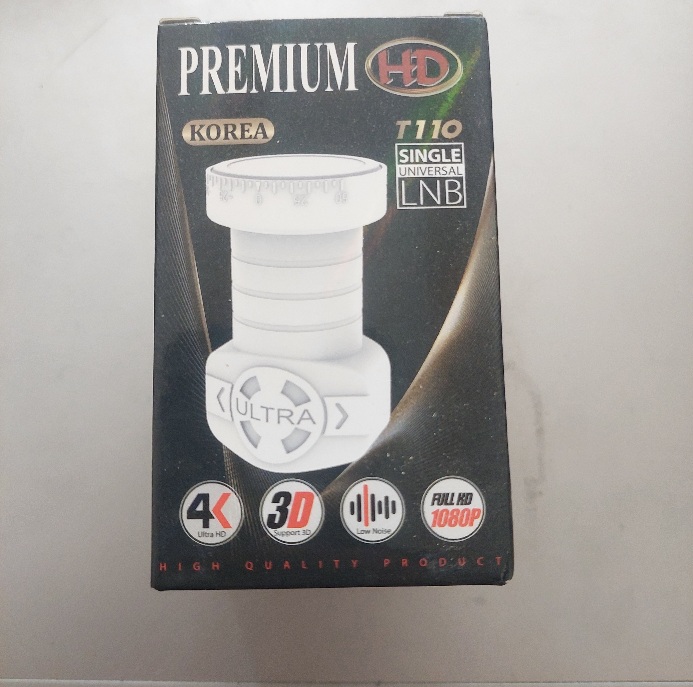 PREMIUM HD
KOREA
T110
SINGLE
UNIVERSAL
LNB
ULTRA
4K
Ultra HD
3D
Support 3D
Low Noise
FULL HD
1080P
HIGH QUALITY PRODUCT